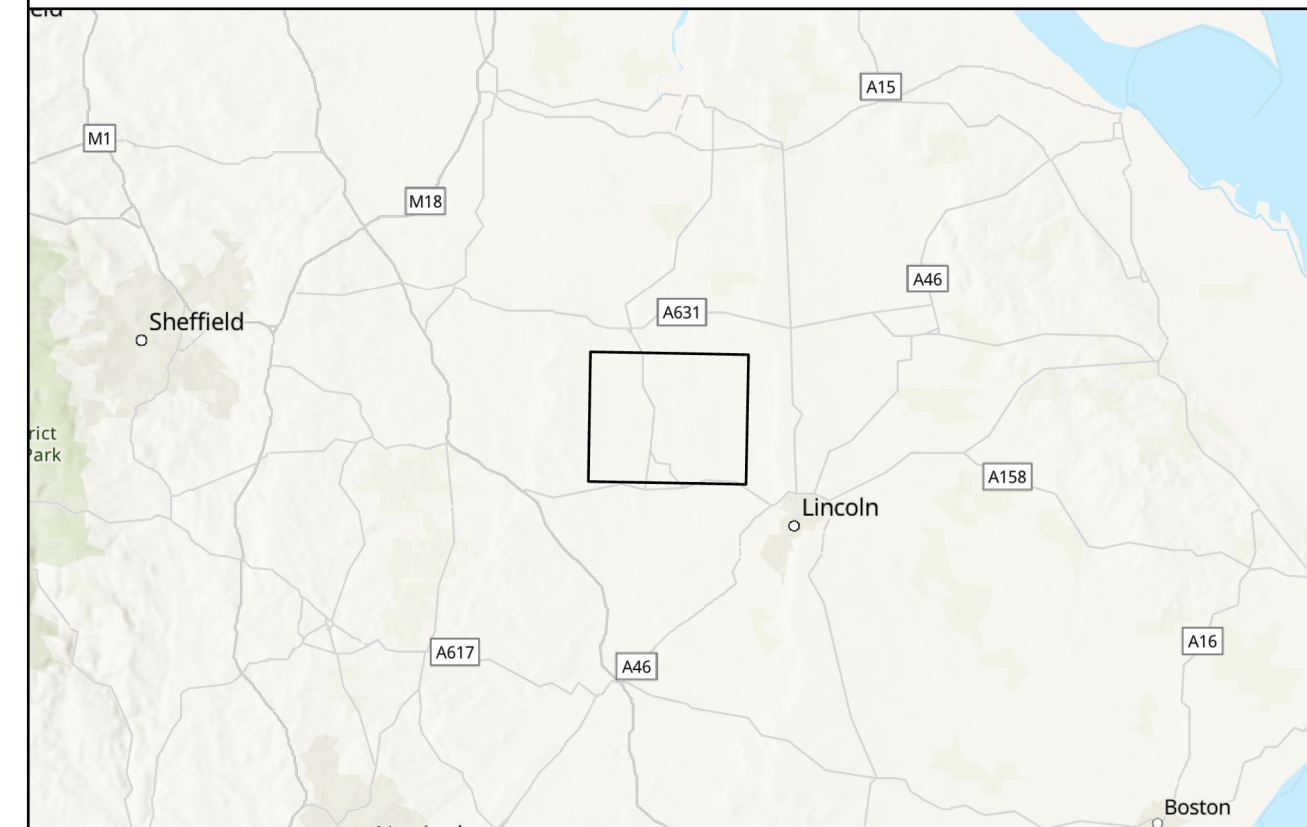 A15
M1
M18
A46
A631
Sheffield
rict
Park
A158
Lincoln
A617
A46
A16
Boston